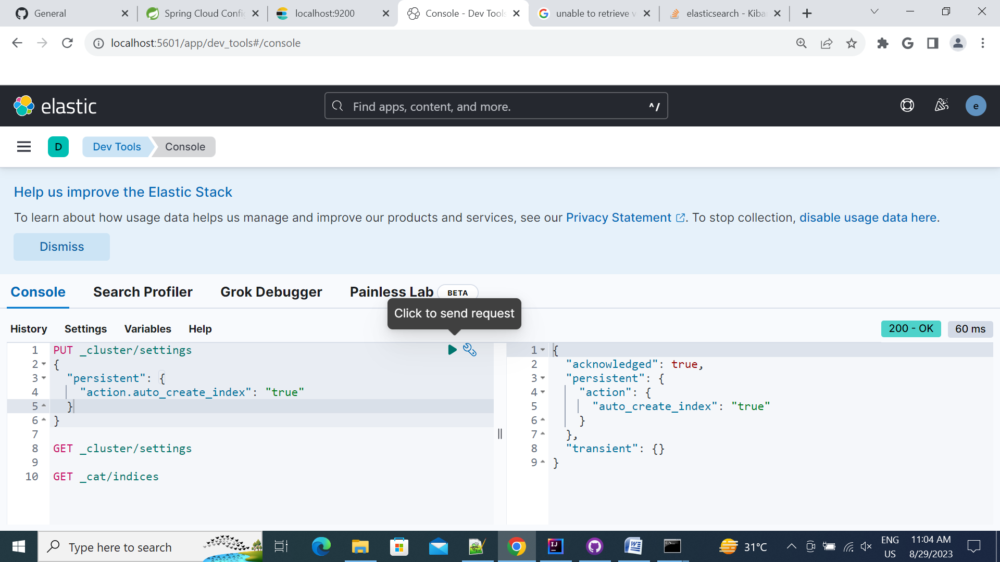 General
Spring Cloud Confi
localhost:9200
Console - Dev Tools
unable to retrieve v
elasticsearch - Kiba
localhost:5601/app/dev_tools#/console
elastic
Find apps, content, and more.
^/
e
D
Dev Tools
Console
Help us improve the Elastic Stack
To learn about how usage data helps us manage and improve our products and services, see our Privacy Statement. To stop collection, disable usage data here.
Dismiss
Console
Search Profiler
Grok Debugger
Painless Lab
BETA
Click to send request
History
Settings
Variables
Help
200 - OK
60 ms
1 PUT _cluster/settings
2 {
3 "persistent": {
4 "action.auto_create_index": "true"
5 }
6 }
7
8 GET _cluster/settings
9
10 GET _cat/indices
1 {
2 "acknowledged": true,
3 "persistent": {
4 "action": {
5 "auto_create_index": "true"
6 }
7 },
8 "transient": {}
9 }
Type here to search
31°C
ENG
US
11:04 AM
8/29/2023